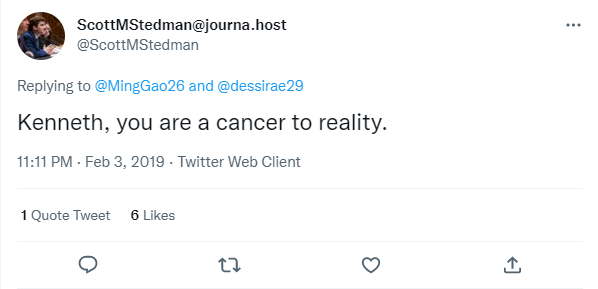 ScottMStedman@journa.host
@ScottMStedman
Replying to @MingGao26 and @dessirae29
Kenneth, you are a cancer to reality.
11:11 PM · Feb 3, 2019 · Twitter Web Client
1 Quote Tweet 6 Likes